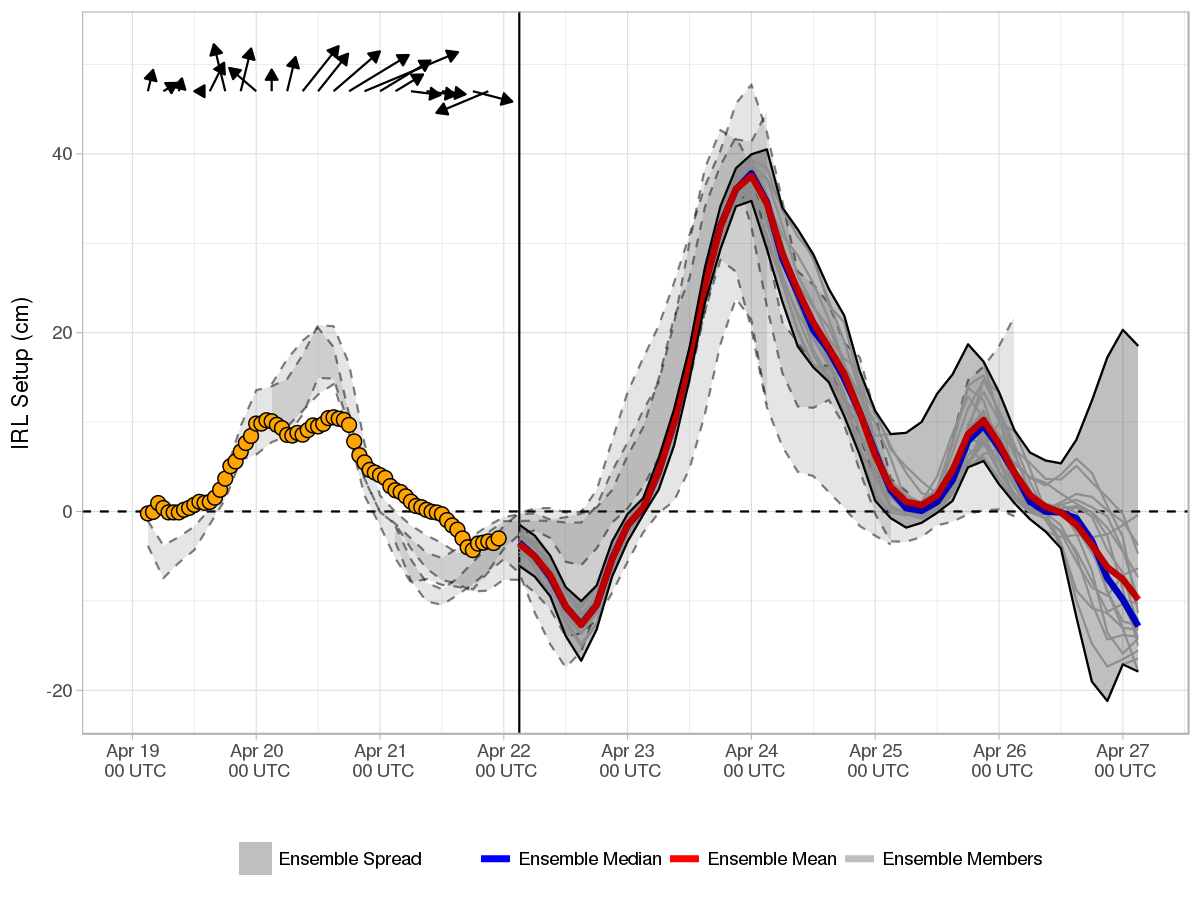 IRL Setup (cm)
40
20
0
-20
Apr 19 Apr 20 Apr 21 Apr 22 Apr 23 Apr 24 Apr 25 Apr 26 Apr 27
00 UTC 00 UTC 00 UTC 00 UTC 00 UTC 00 UTC 00 UTC 00 UTC 00 UTC
Ensemble Spread Ensemble Median Ensemble Mean Ensemble Members